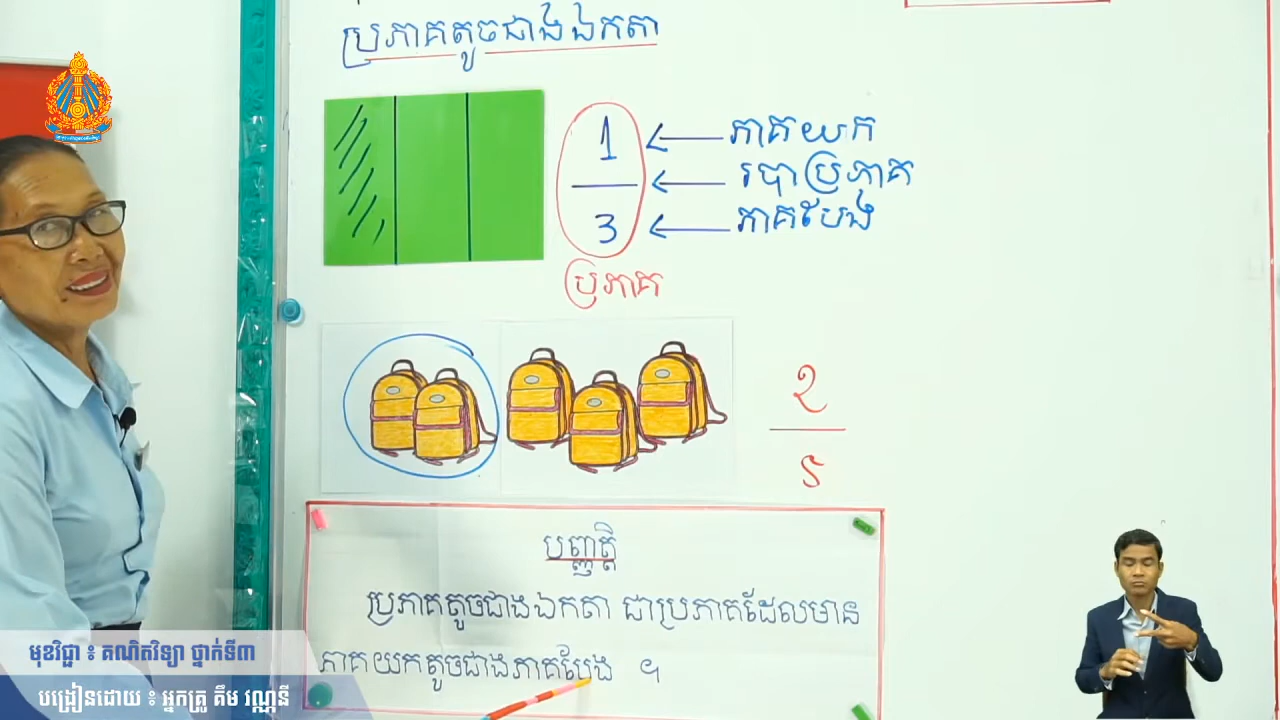 ប្រភាគតូចជាងឯកតា
1
3
ភាគយក
របាប្រភាគ
ភាគបែង
ប្រភាគ
២
៥
បញ្ញត្តិ
ប្រភាគតូចជាងឯកតា ជាប្រភាគដែលមាន
ភាគយកតូចជាងភាគបែង ។
មុខវិជ្ជា ៖ គណិតវិទ្យា ថ្នាក់ទី៣
បង្រៀនដោយ ៖ អ្នកគ្រូ គឹម វណ្ណនី